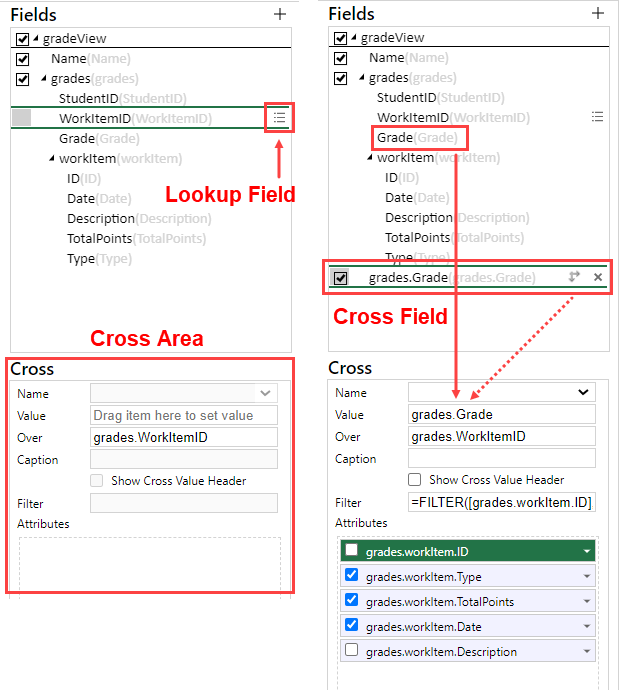 Fields
gradeView
Name(Name)
grades(grades)
StudentID(StudentID)
WorkItemID(WorkItemID)
Grade(Grade)
workItem(workItem)
ID(ID)
Date(Date)
Description(Description)
TotalPoints(TotalPoints)
Type(Type)
Lookup Field
Cross Area
Cross
Name
Value Drag item here to set value
Over grades.WorkItemID
Caption
Show Cross Value Header
Filter
Attributes
Fields
gradeView
Name(Name)
grades(grades)
StudentID(StudentID)
WorkItemID(WorkItemID)
Grade(Grade)
workItem(workItem)
ID(ID)
Date(Date)
Description(Description)
TotalPoints(TotalPoints)
Type(Type)
grades.Grade(grades.Grade)
Cross Field
Cross
Name
Value grades.Grade
Over grades.WorkItemID
Caption
Show Cross Value Header
Filter =FILTER([grades.workItem.ID]
Attributes
grades.workItem.ID
grades.workItem.Type
grades.workItem.TotalPoints
grades.workItem.Date
grades.workItem.Description